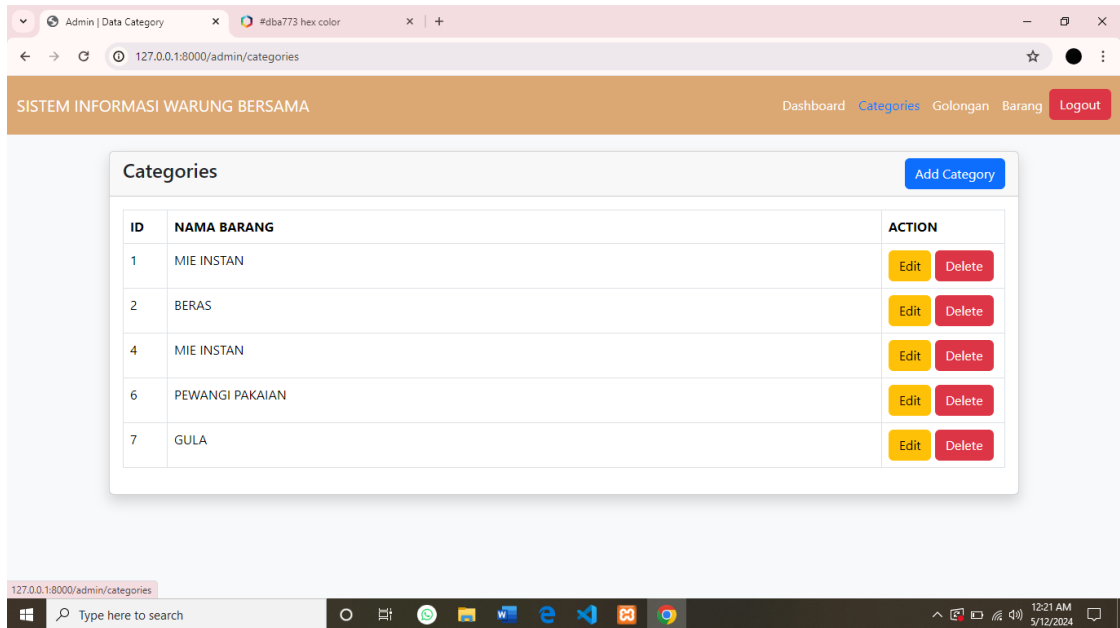 Admin | Data Category
#dba773 hex color
127.0.0.1:8000/admin/categories
SISTEM INFORMASI WARUNG BERSAMA
Dashboard Categories Golongan Barang Logout
Categories
Add Category
ID NAMA BARANG ACTION
1 MIE INSTAN Edit Delete
2 BERAS Edit Delete
4 MIE INSTAN Edit Delete
6 PEWANGI PAKAIAN Edit Delete
7 GULA Edit Delete
127.0.0.1:8000/admin/categories
Type here to search
12:21 AM
5/12/2024